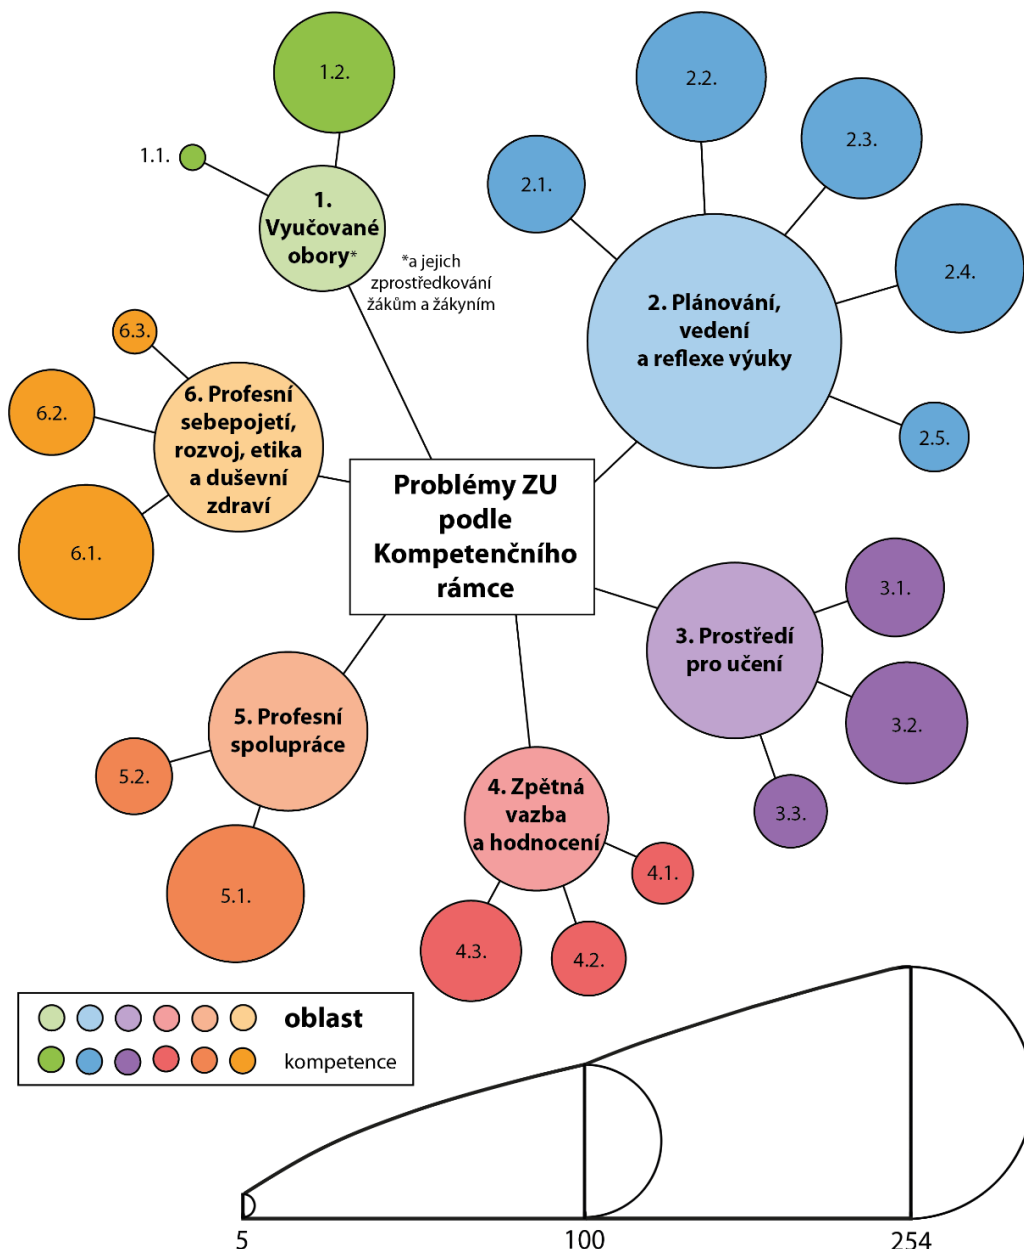 1.2.
1.1.
1.
Vyučované
obory*
*a jejich
zprostředkování
žákům a žákyním
2.1.
2.2.
2.3.
2.4.
2.5.
2. Plánování,
vedení
a reflexe výuky
6.3.
6.2.
6.1.
6. Profesní
sebepojetí,
rozvoj, etika
a duševní
zdraví
Problémy ZU
podle
Kompetenčního
rámce
3. Prostředí
pro učení
3.1.
3.2.
3.3.
5. Profesní
spolupráce
5.2.
5.1.
4. Zpětná
vazba
a hodnocení
4.1.
4.2.
4.3.
oblast
kompetence
5
100
254